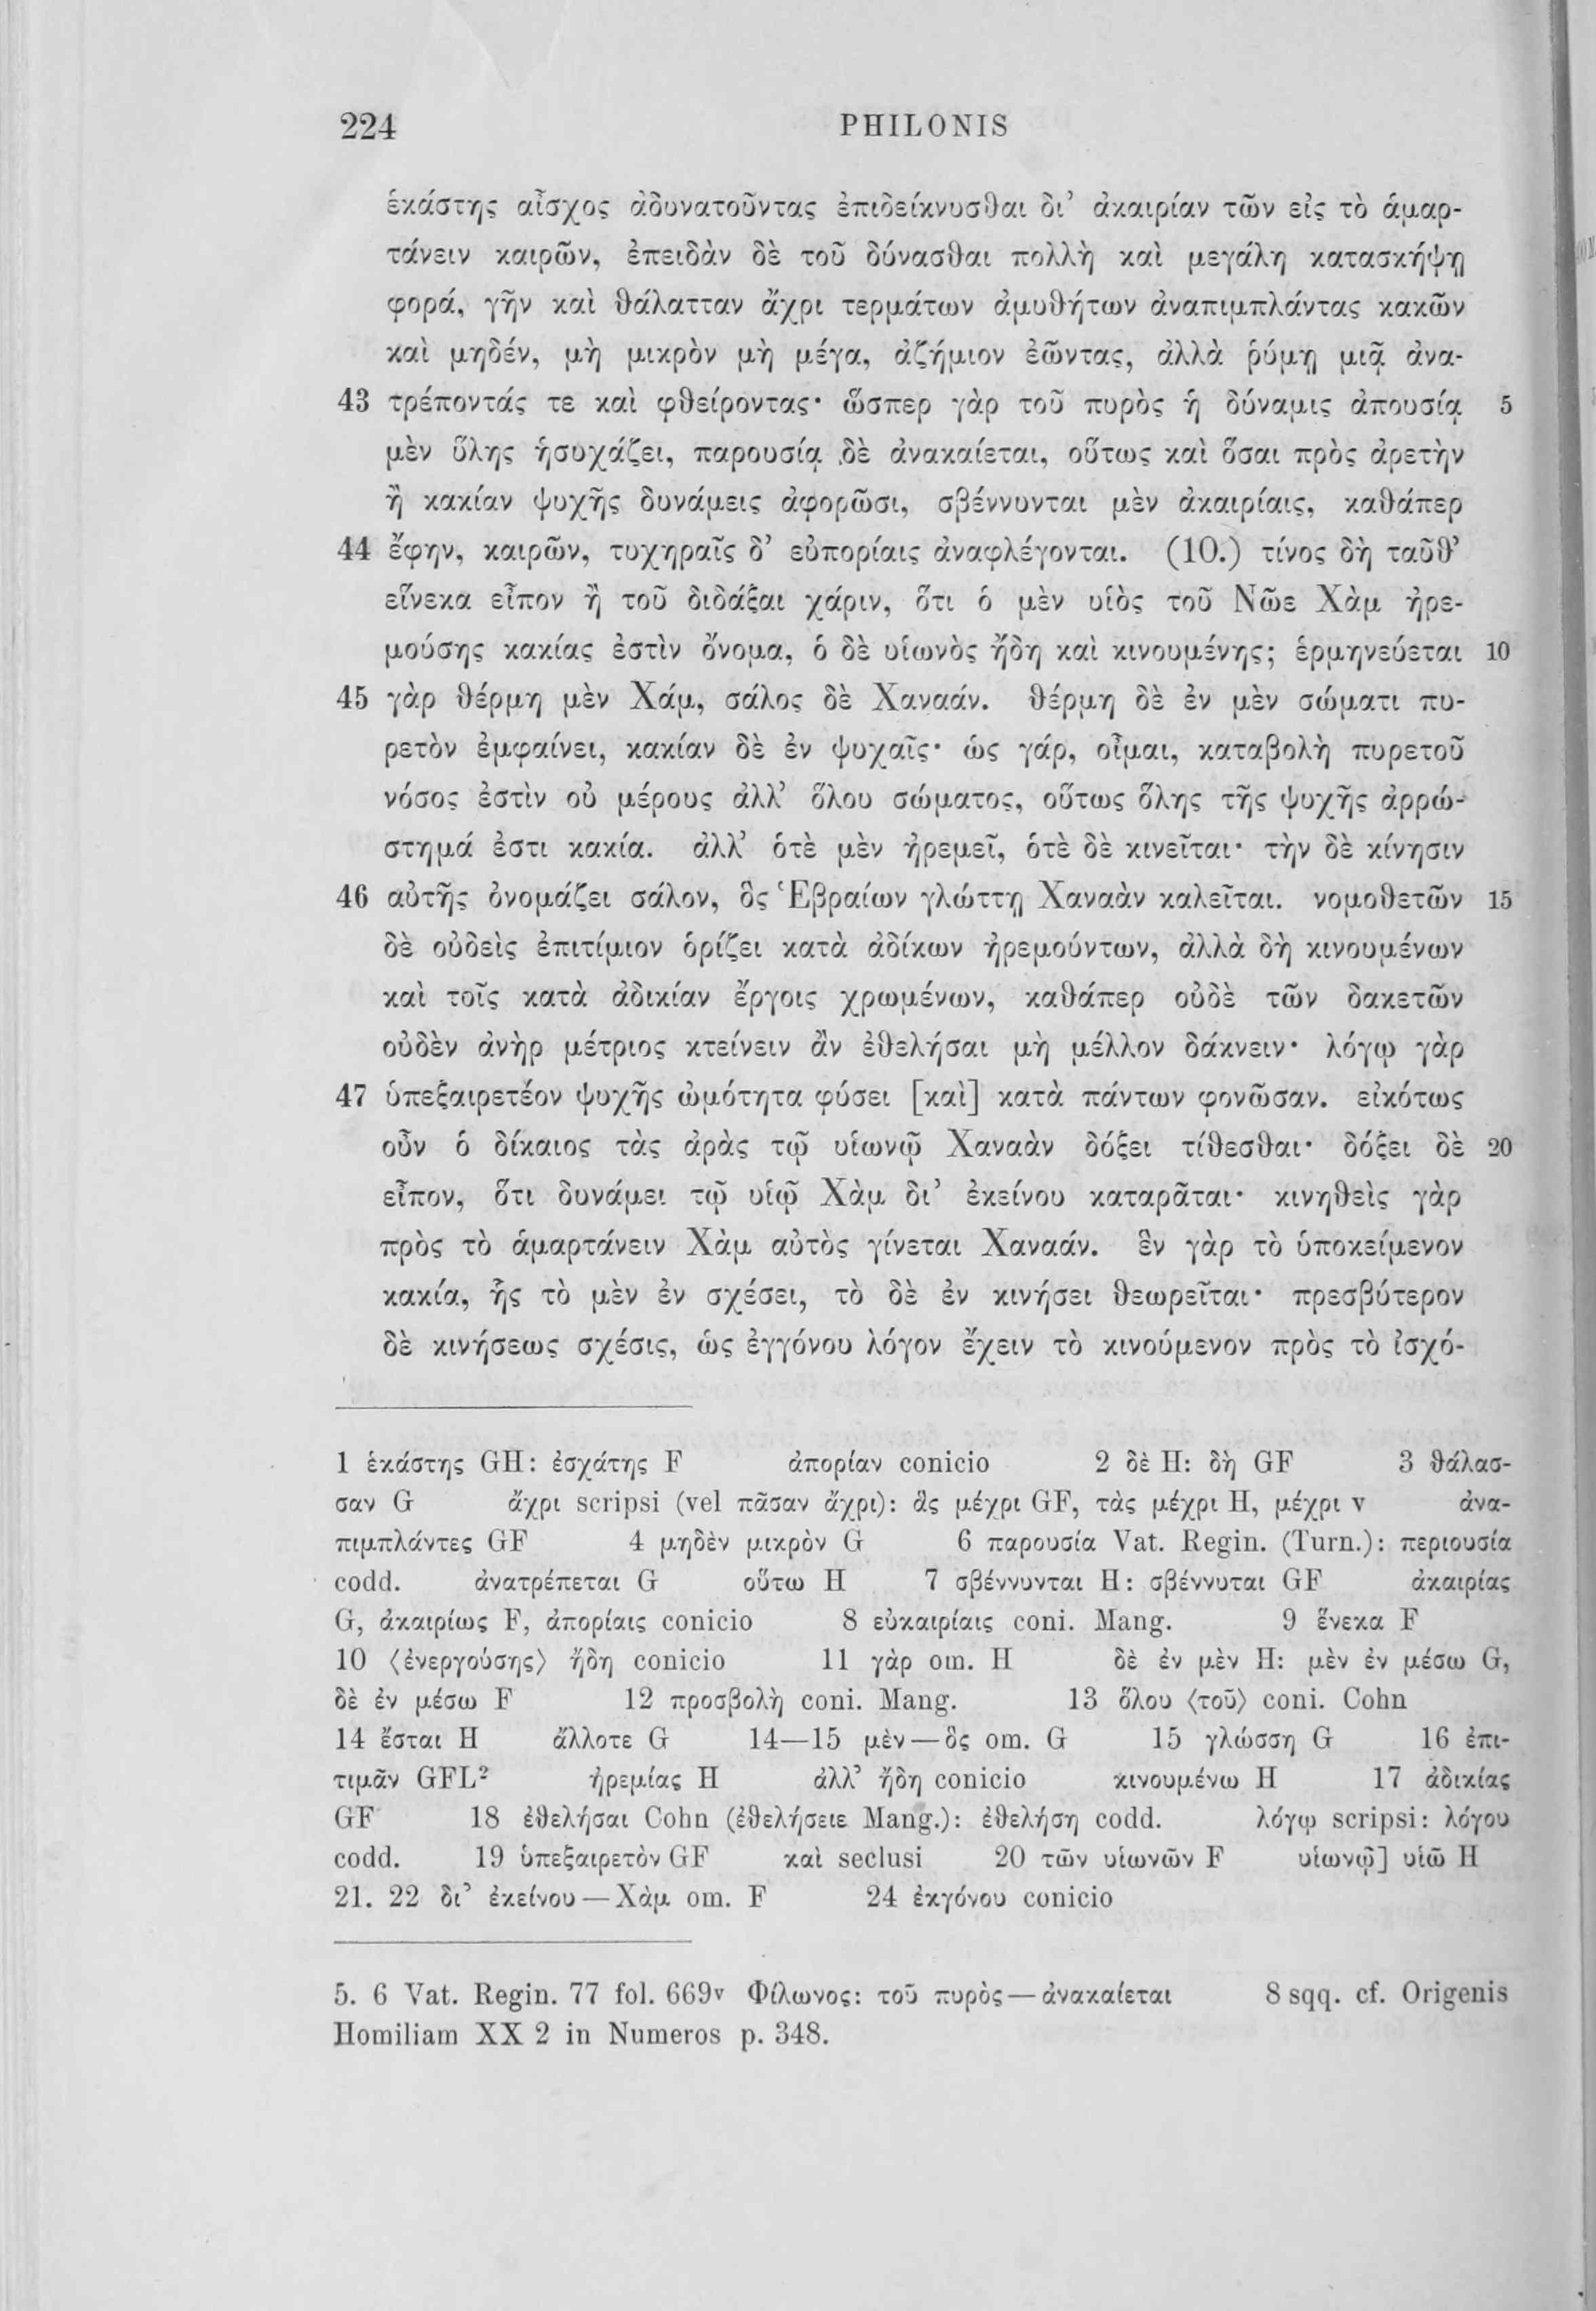 224 PHILONIS
ἑκάστης αἶσχος ἀδυνατοῦντας ἐπιδείκνυσθαι δι’ ἀκαιρίαν τῶν εἰς τὸ ἁμαρ-
τάνειν καιρῶν, ἐπειδὰν δὲ τοῦ δύνασθαι πολλὴ καὶ μεγάλη κατασκήψῃ
φορά, γῆν καὶ θάλατταν ἄχρι τερμάτων ἀμυθήτων ἀναπιμπλάντας κακῶν
καὶ μηδέν, μὴ μικρὸν μὴ μέγα, ἀζήμιον ἐῶντας, ἀλλὰ ῥύμῃ μιᾷ ἀνα-
43 τρέποντάς τε καὶ φθείροντας· ὥσπερ γὰρ τοῦ πυρὸς ἡ δύναμις ἀπουσίᾳ 5
μὲν ὕλης ἡσυχάζει, παρουσίᾳ δὲ ἀνακαίεται, οὕτως καὶ ὅσαι πρὸς ἀρετὴν
ἢ κακίαν ψυχῆς δυνάμεις ἀφορῶσι, σβέννυνται μὲν ἀκαιρίαις, καθάπερ
44 ἔφην, καιρῶν, τυχηραῖς δ’ εὐπορίαις ἀναφλέγονται. (10.) τίνος δὴ ταῦθ’
εἵνεκα εἶπον ἢ τοῦ διδάξαι χάριν, ὅτι ὁ μὲν υἱὸς τοῦ Νῶε Χὰμ ἠρε-
μούσης κακίας ἐστὶν ὄνομα, ὁ δὲ υἱωνὸς ἤδη καὶ κινουμένης; ἑρμηνεύεται 10
45 γὰρ θέρμη μὲν Χάμ, σάλος δὲ Χαναάν. θέρμη δὲ ἐν μὲν σώματι πυ-
ρετὸν ἐμφαίνει, κακίαν δὲ ἐν ψυχαῖς· ὡς γάρ, οἶμαι, καταβολὴ πυρετοῦ
νόσος ἐστὶν οὐ μέρους ἀλλ’ ὅλου σώματος, οὕτως ὅλης τῆς ψυχῆς ἀρρώ-
στημά ἐστι κακία. ἀλλ’ ὁτὲ μὲν ἠρεμεῖ, ὁτὲ δὲ κινεῖται· τὴν δὲ κίνησιν
46 αὐτῆς ὀνομάζει σάλον, ὃς Ἑβραίων γλώττῃ Χαναὰν καλεῖται. νομοθετῶν 15
δὲ οὐδεὶς ἐπιτίμιον ὁρίζει κατὰ ἀδίκων ἠρεμούντων, ἀλλὰ δὴ κινουμένων
καὶ τοῖς κατὰ ἀδικίαν ἔργοις χρωμένων, καθάπερ οὐδὲ τῶν δακετῶν
οὐδὲν ἀνὴρ μέτριος κτείνειν ἂν ἐθελήσαι μὴ μέλλον δάκνειν· λόγῳ γὰρ
47 ὑπεξαιρετέον ψυχῆς ὠμότητα φύσει [καὶ] κατὰ πάντων φονῶσαν. εἰκότως
οὖν ὁ δίκαιος τὰς ἀρὰς τῷ υἱωνῷ Χαναὰν δόξει τίθεσθαι· δόξει δὲ 20
εἶπον, ὅτι δυνάμει τῷ υἱῷ Χὰμ δι’ ἐκείνου καταρᾶται· κινηθεὶς γὰρ
πρὸς τὸ ἁμαρτάνειν Χὰμ αὐτὸς γίνεται Χαναάν. ἓν γὰρ τὸ ὑποκείμενον
κακία, ἧς τὸ μὲν ἐν σχέσει, τὸ δὲ ἐν κινήσει θεωρεῖται· πρεσβύτερον
δὲ κινήσεως σχέσις, ὡς ἐγγόνου λόγον ἔχειν τὸ κινούμενον πρὸς τὸ ἰσχό-
1 ἑκάστης GH: ἐσχάτης F ἀπορίαν conicio 2 δὲ H: δὴ GF 3 θάλασ-
σαν G ἄχρι scripsi (vel πᾶσαν ἄχρι): ἃς μέχρι GF, τὰς μέχρι H, μέχρι v ἀνα-
πιμπλάντες GF 4 μηδὲν μικρὸν G 6 παρουσία Vat. Regin. (Turn.): περιουσία
codd. ἀνατρέπεται G οὕτω H 7 σβέννυνται H: σβέννυται GF ἀκαιρίας
G, ἀκαιρίως F, ἀπορίαις conicio 8 εὐκαιρίαις coni. Mang. 9 ἕνεκα F
10 ⟨ἐνεργούσης⟩ ἤδη conicio 11 γὰρ om. H δὲ ἐν μὲν H: μὲν ἐν μέσω G,
δὲ ἐν μέσω F 12 προσβολὴ coni. Mang. 13 ὅλου ⟨τοῦ⟩ coni. Cohn
14 ἔσται H ἄλλοτε G 14—15 μὲν — ὃς om. G 15 γλώσση G 16 ἐπι-
τιμᾶν GFL² ἠρεμίας H ἀλλ’ ἤδη conicio κινουμένω H 17 ἀδικίας
GF 18 ἐθελήσαι Cohn (ἐθελήσειε Mang.): ἐθελήση codd. λόγῳ scripsi: λόγου
codd. 19 ὑπεξαιρετὸν GF καὶ seclusi 20 τῶν υἱωνῶν F υἱωνῷ] υἱῶ H
21. 22 δι’ ἐκείνου — Χὰμ om. F 24 ἐκγόνου conicio
5. 6 Vat. Regin. 77 fol. 669ᵛ Φίλωνος: τοῦ πυρὸς — ἀνακαίεται 8 sqq. cf. Origenis
Homiliam XX 2 in Numeros p. 348.